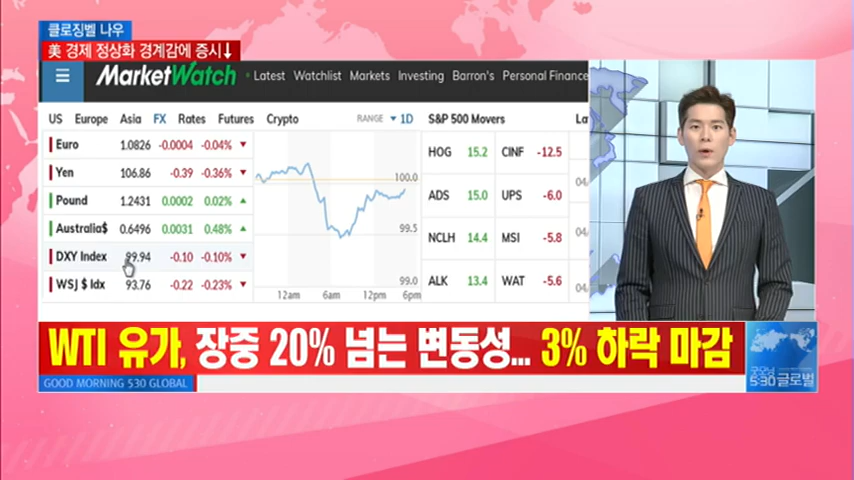 클로징벨 나우
美 경제 정상화 경계감에 증시↓
MarketWatch
Latest Watchlist Markets Investing Barron's Personal Finance
US Europe Asia FX Rates Futures Crypto RANGE ▼ 1D S&P 500 Movers
Euro 1.0826 -0.0004 -0.04% ▼
Yen 106.86 -0.39 -0.36% ▼
Pound 1.2431 0.0002 0.02% ▲
Australia$ 0.6496 0.0031 0.48% ▲
DXY Index 99.94 -0.10 -0.10% ▼
WSJ $ Idx 93.76 -0.22 -0.23% ▼
100.0
99.5
99.0
12am 6am 12pm 6pm
HOG 15.2 CINF -12.5
ADS 15.0 UPS -6.0
NCLH 14.4 MSI -5.8
ALK 13.4 WAT -5.6
WTI 유가, 장중 20% 넘는 변동성... 3% 하락 마감
GOOD MORNING 530 GLOBAL
굿모닝
5:30 글로벌